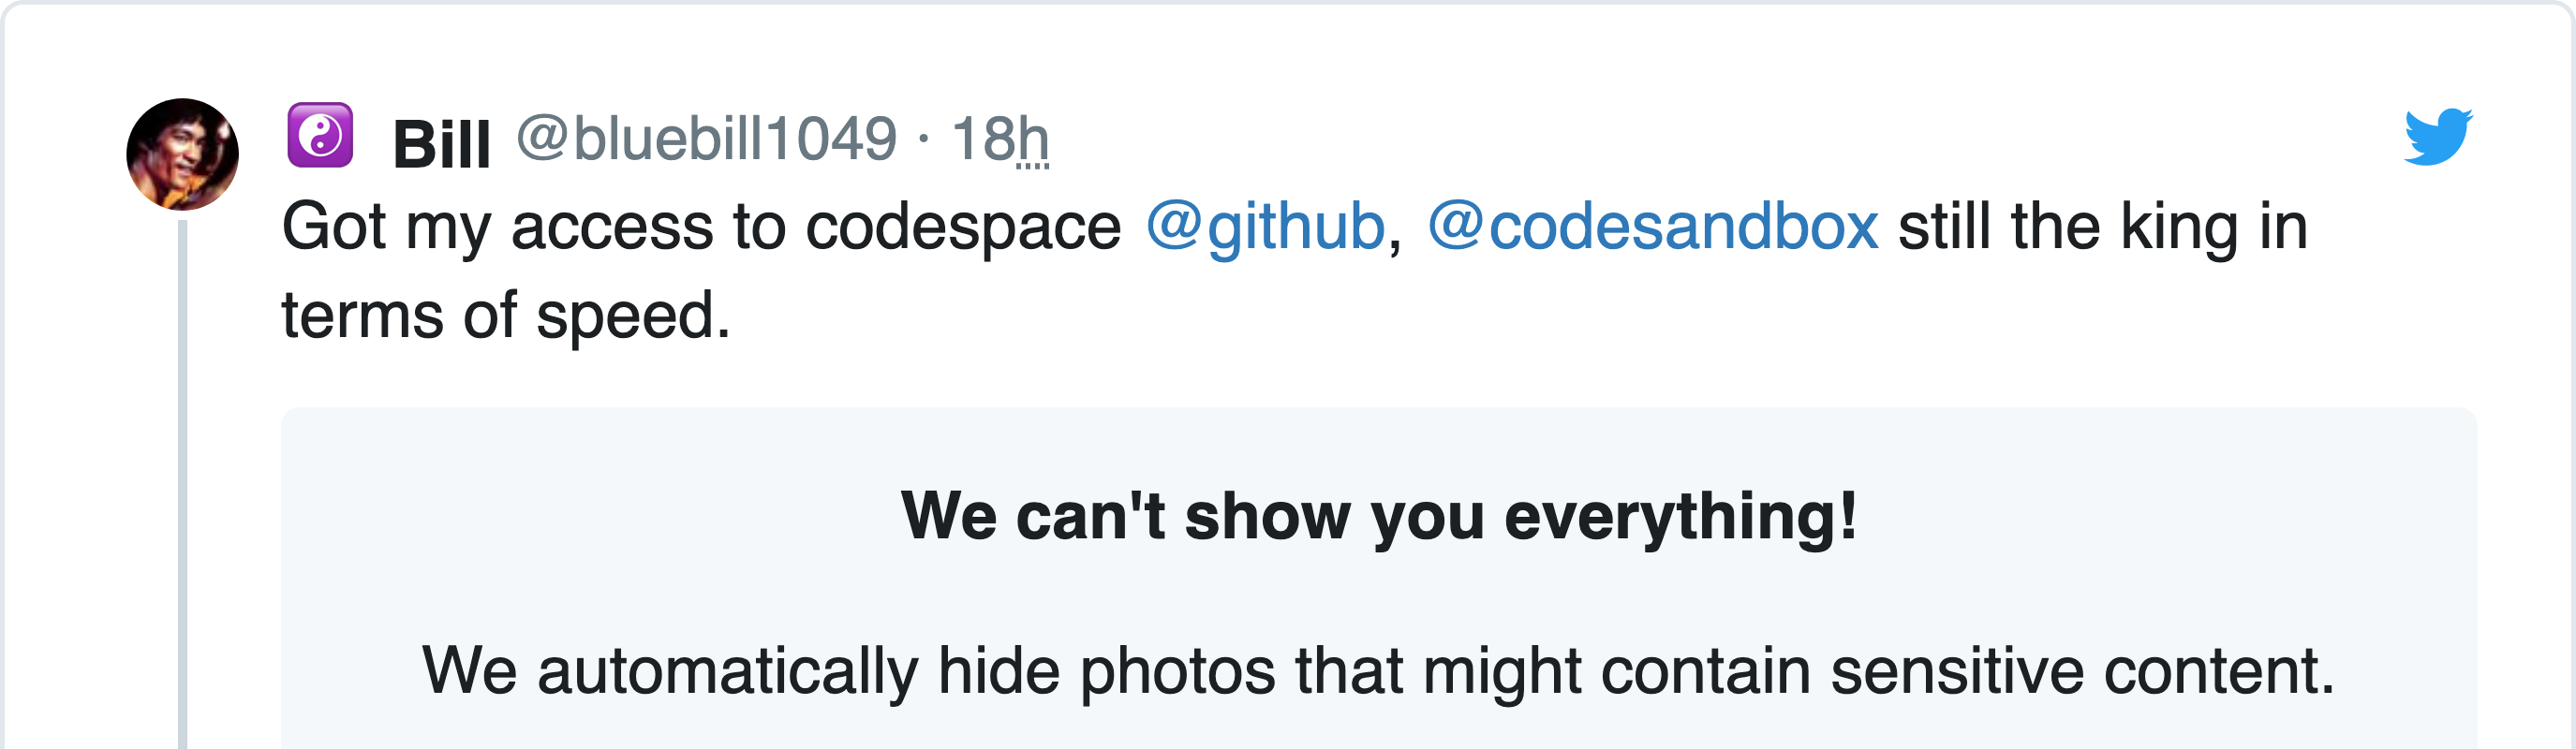 ☯️ Bill @bluebill1049 · 18h
Got my access to codespace @github, @codesandbox still the king in
terms of speed.
We can't show you everything!
We automatically hide photos that might contain sensitive content.